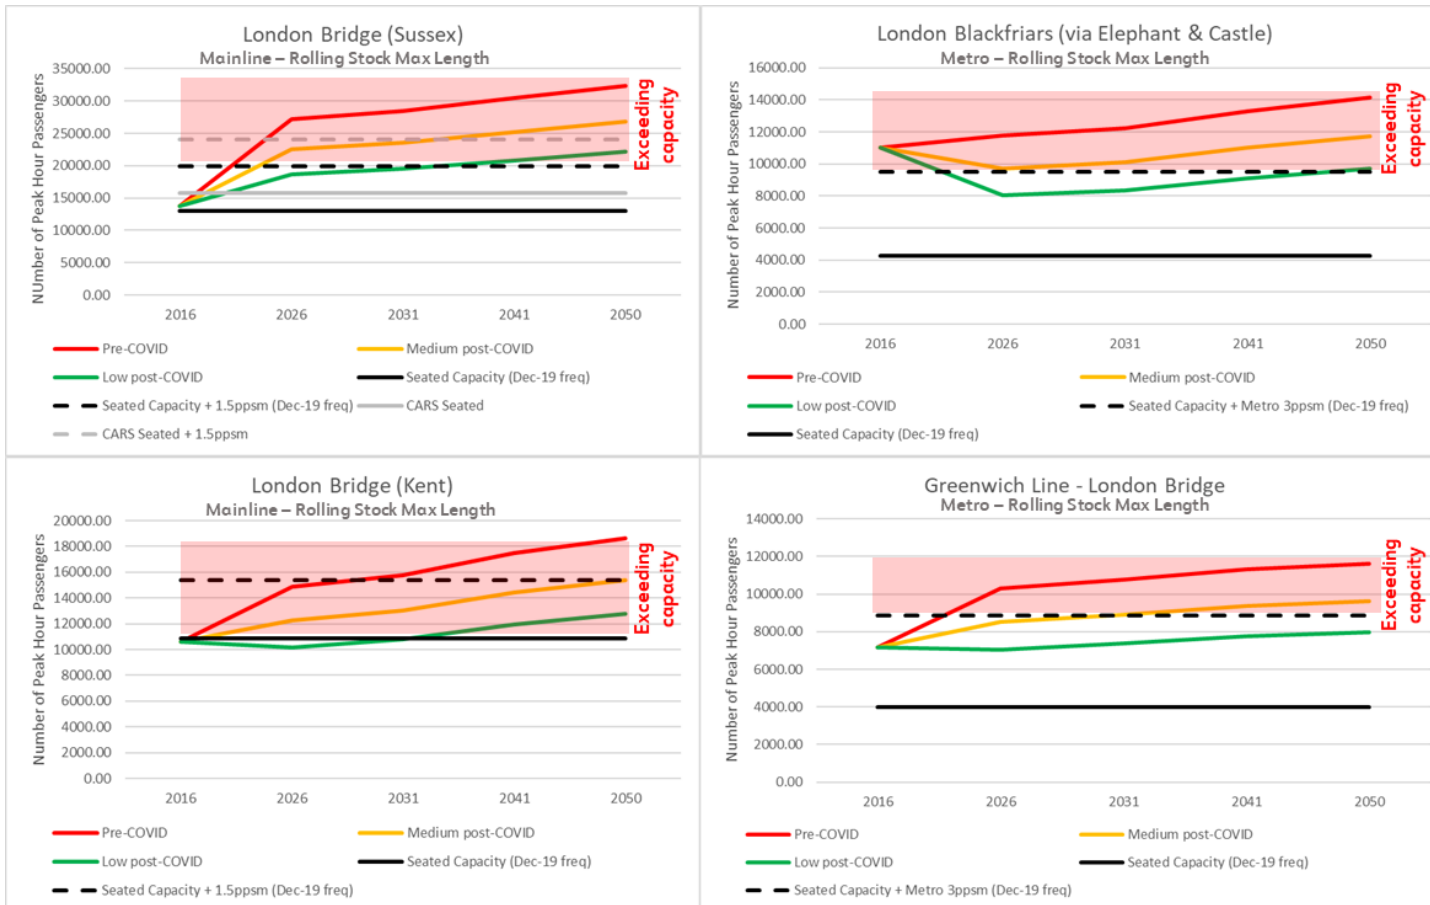 London Bridge (Sussex)
Mainline – Rolling Stock Max Length
NUmber of Peak Hour Passengers
35000.00
30000.00
25000.00
20000.00
15000.00
10000.00
5000.00
0.00
2016 2026 2031 2041 2050
Exceeding
capacity
Pre-COVID Medium post-COVID
Low post-COVID Seated Capacity (Dec-19 freq)
Seated Capacity + 1.5ppsm (Dec-19 freq) CARS Seated
CARS Seated + 1.5ppsm
London Blackfriars (via Elephant & Castle)
Metro – Rolling Stock Max Length
Number of Peak Hour Passengers
16000.00
14000.00
12000.00
10000.00
8000.00
6000.00
4000.00
2000.00
0.00
2016 2026 2031 2041 2050
Exceeding
capacity
Pre-COVID Medium post-COVID
Low post-COVID Seated Capacity + Metro 3ppsm (Dec-19 freq)
Seated Capacity (Dec-19 freq)
London Bridge (Kent)
Mainline – Rolling Stock Max Length
Number of Peak Hour Passengers
20000.00
18000.00
16000.00
14000.00
12000.00
10000.00
8000.00
6000.00
4000.00
2000.00
0.00
2016 2026 2031 2041 2050
Exceeding
capacity
Pre-COVID Medium post-COVID
Low post-COVID Seated Capacity (Dec-19 freq)
Seated Capacity + 1.5ppsm (Dec-19 freq)
Greenwich Line - London Bridge
Metro – Rolling Stock Max Length
Number of Peak Hour Passengers
14000.00
12000.00
10000.00
8000.00
6000.00
4000.00
2000.00
0.00
2016 2026 2031 2041 2050
Exceeding
capacity
Pre-COVID Medium post-COVID
Low post-COVID Seated Capacity (Dec-19 freq)
Seated Capacity + Metro 3ppsm (Dec-19 freq)